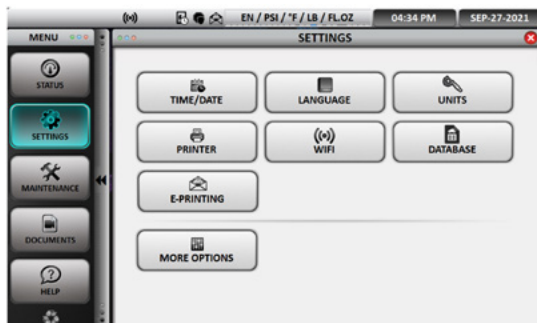 EN / PSI / °F / LB / FL.OZ 04:34 PM SEP-27-2021
MENU SETTINGS
STATUS
SETTINGS
MAINTENANCE
DOCUMENTS
HELP
TIME/DATE LANGUAGE UNITS
PRINTER WIFI DATABASE
E-PRINTING
MORE OPTIONS